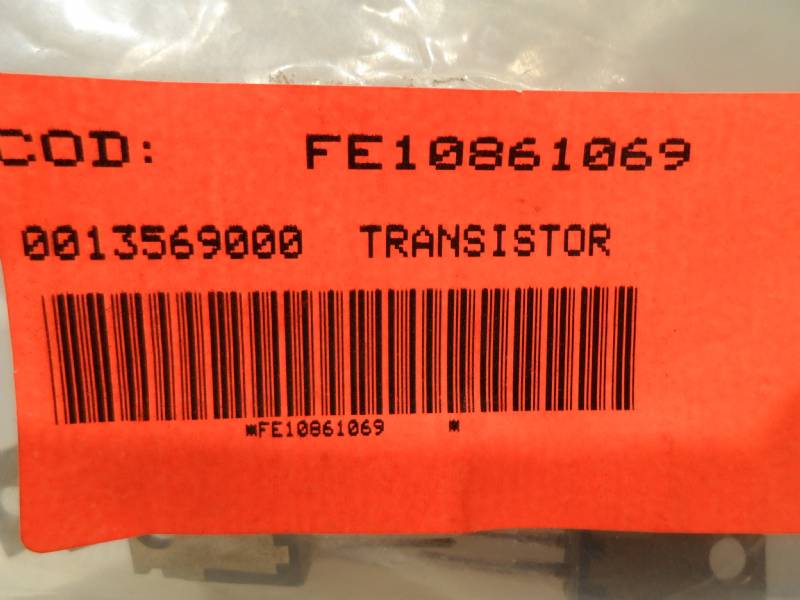 COD: FE10861069
0013569000 TRANSISTOR
*FE10861069 *